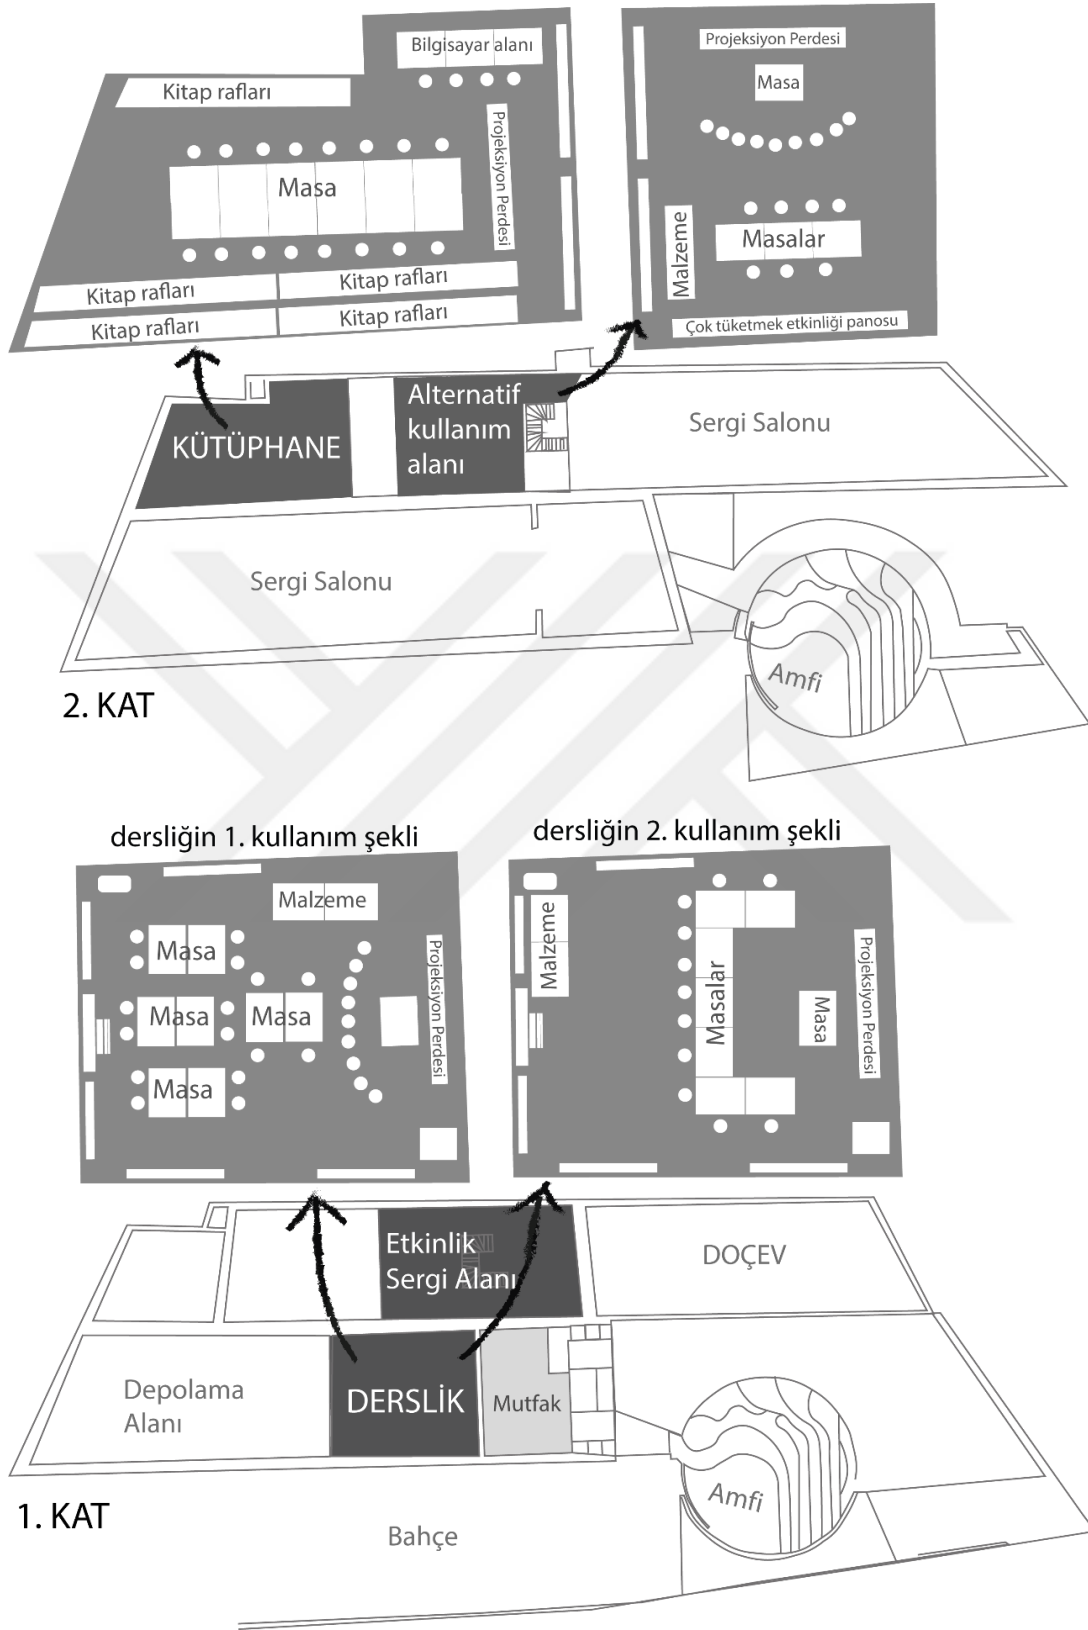 Bilgisayar alanı
Kitap rafları
Projeksiyon Perdesi
Masa
Kitap rafları
Kitap rafları
Kitap rafları
Kitap rafları
Projeksiyon Perdesi
Masa
Malzeme
Masalar
Çok tüketmek etkinliği panosu
KÜTÜPHANE
Alternatif
kullanım
alanı
Sergi Salonu
Sergi Salonu
Amfi
2. KAT
dersliğin 1. kullanım şekli
Malzeme
Masa
Masa
Masa
Masa
Projeksiyon Perdesi
dersliğin 2. kullanım şekli
Malzeme
Masalar
Masa
Projeksiyon Perdesi
Etkinlik
Sergi Alanı
DOÇEV
Depolama
Alanı
DERSLİK
Mutfak
Amfi
1. KAT
Bahçe